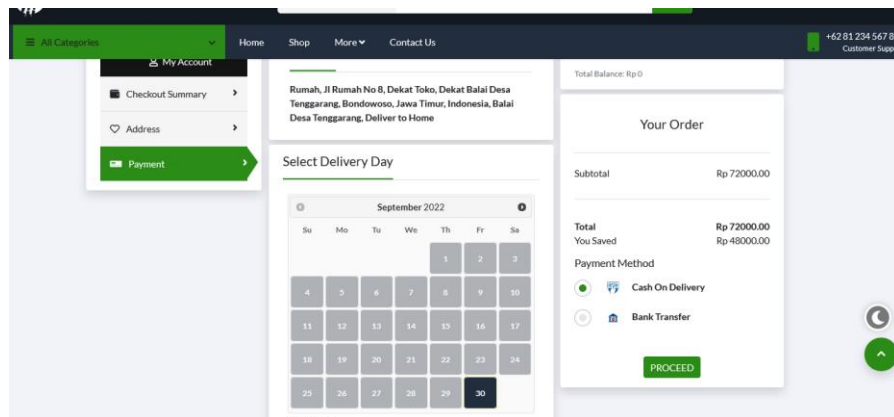 All Categories
Home
Shop
More
Contact Us
+62 81 234 567 8
Customer Supp
My Account
Checkout Summary
Address
Payment
Rumah, Jl Rumah No 8, Dekat Toko, Dekat Balai Desa
Tenggarang, Bondowoso, Jawa Timur, Indonesia, Balai
Desa Tenggarang, Deliver to Home
Select Delivery Day
September 2022
Su Mo Tu We Th Fr Sa
1 2 3
4 5 6 7 8 9 10
11 12 13 14 15 16 17
18 19 20 21 22 23 24
25 26 27 28 29 30
Total Balance: Rp 0
Your Order
Subtotal Rp 72000.00
Total Rp 72000.00
You Saved Rp 48000.00
Payment Method
Cash On Delivery
Bank Transfer
PROCEED